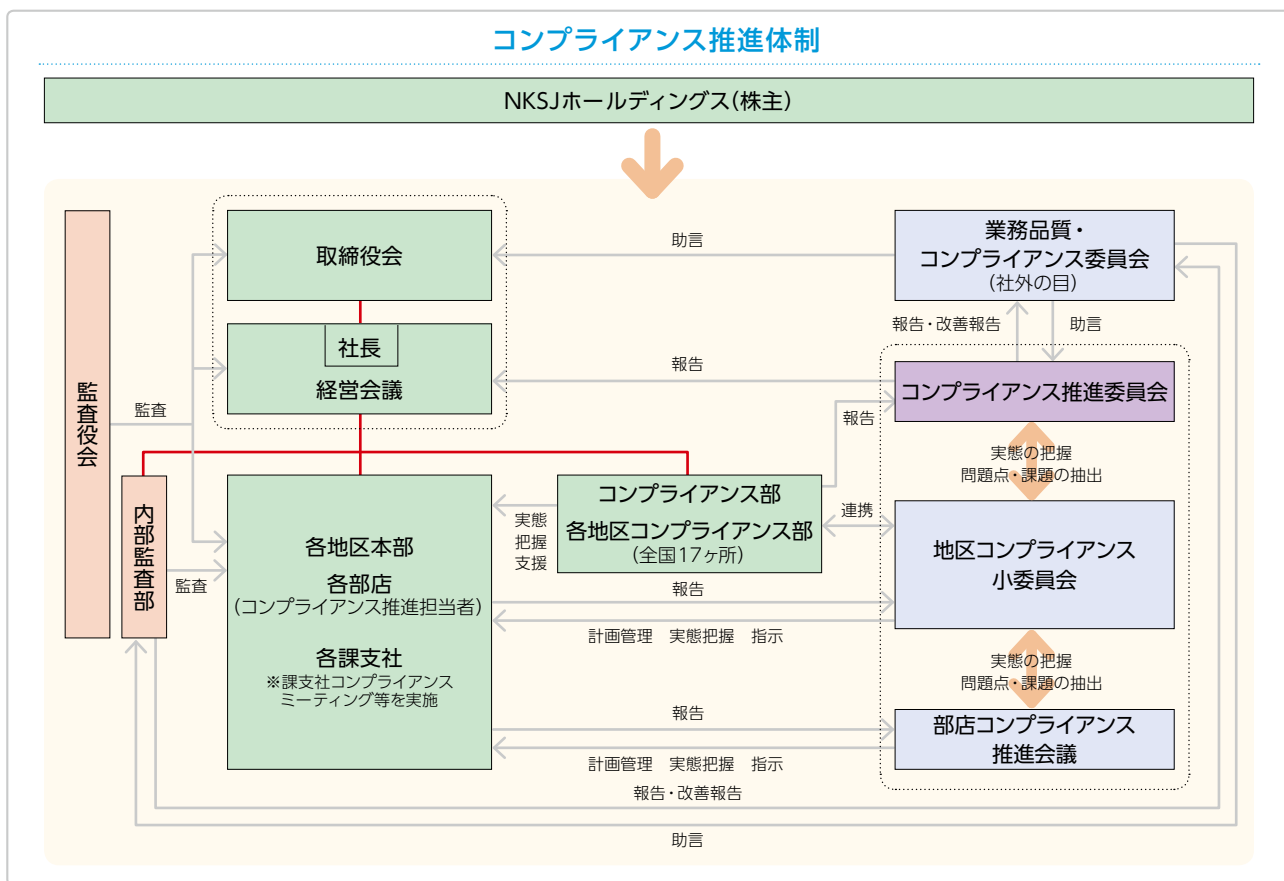 コンプライアンス推進体制
NKSJホールディングス(株主)
監査役会
取締役会
助言
業務品質・
コンプライアンス委員会
(社外の目)
報告・改善報告
助言
社長
経営会議
報告
コンプライアンス推進委員会
監査
報告
実態の把握
問題点・課題の抽出
内部監査部
監査
各地区本部
各部店
(コンプライアンス推進担当者)
各課支社
※課支社コンプライアンス
ミーティング等を実施
実態
把握
支援
コンプライアンス部
各地区コンプライアンス部
(全国17ヶ所)
連携
地区コンプライアンス
小委員会
報告
計画管理 実態把握 指示
実態の把握
問題点・課題の抽出
報告
計画管理 実態把握 指示
部店コンプライアンス
推進会議
報告・改善報告
助言